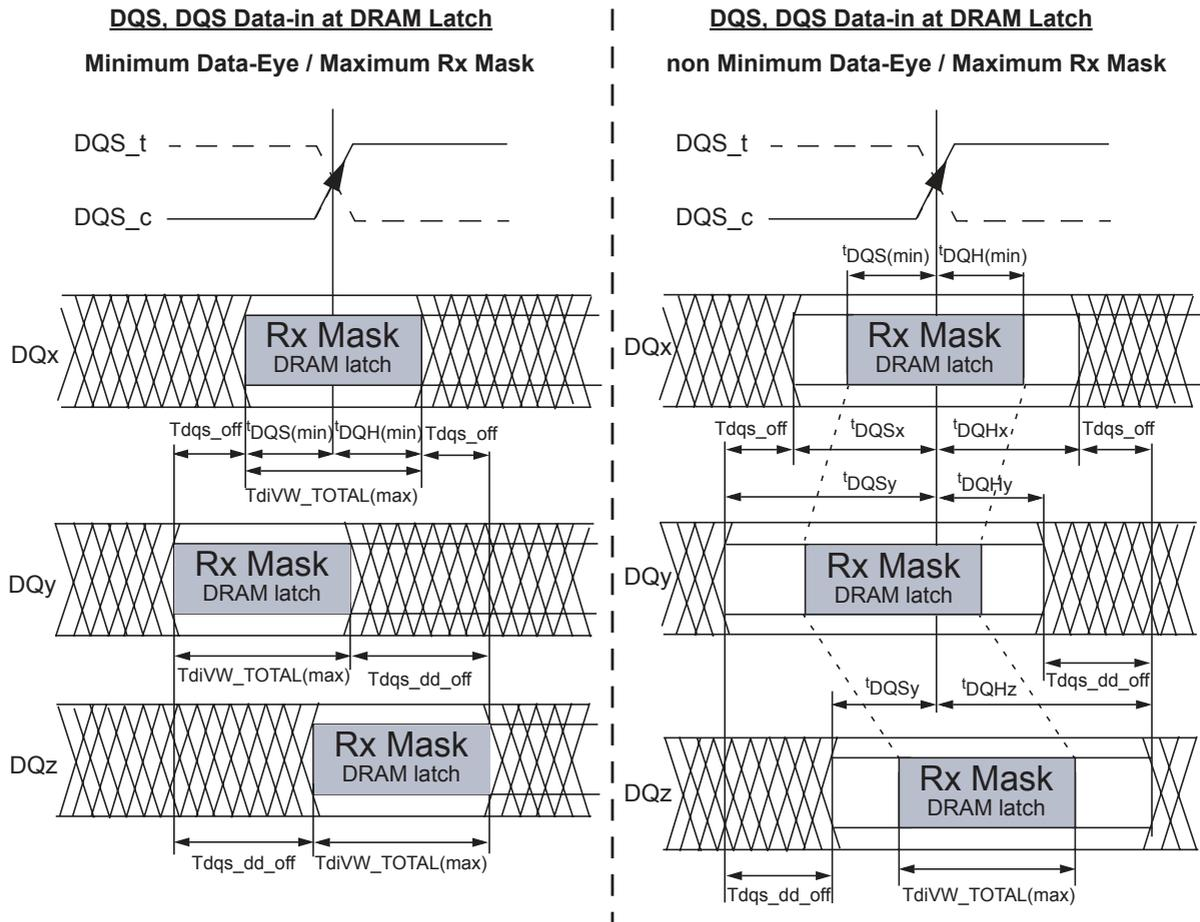 DQS, DQS Data-in at DRAM Latch
Minimum Data-Eye / Maximum Rx Mask
DQS_t
DQS_c
DQx
Rx Mask
DRAM latch
Tdqs_off
tDQS(min)
tDQH(min)
Tdqs_off
TdiVW_TOTAL(max)
DQy
Rx Mask
DRAM latch
TdiVW_TOTAL(max)
Tdqs_dd_off
DQz
Rx Mask
DRAM latch
Tdqs_dd_off
TdiVW_TOTAL(max)
DQS, DQS Data-in at DRAM Latch
non Minimum Data-Eye / Maximum Rx Mask
DQS_t
DQS_c
tDQS(min)
tDQH(min)
DQx
Rx Mask
DRAM latch
Tdqs_off
tDQSx
tDQHx
Tdqs_off
tDQSy
tDQHy
DQy
Rx Mask
DRAM latch
Tdqs_dd_off
tDQSy
tDQHz
DQz
Rx Mask
DRAM latch
Tdqs_dd_off
TdiVW_TOTAL(max)